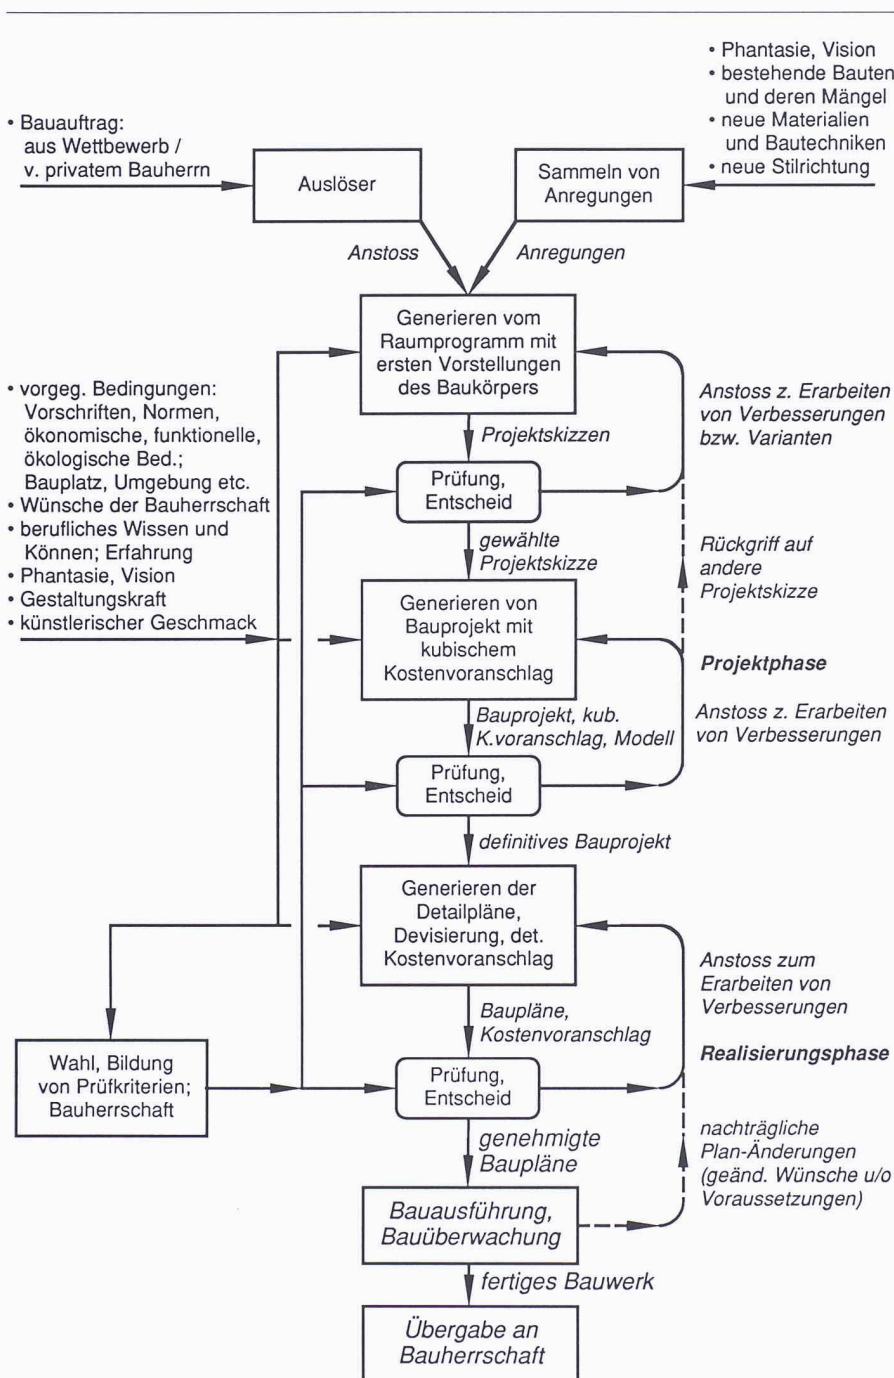 • Phantasie, Vision
• bestehende Bauten
und deren Mängel
• neue Materialien
und Bautechniken
• neue Stilrichtung
• Bauauftrag:
aus Wettbewerb /
v. privatem Bauherrn
Auslöser
Sammeln von
Anregungen
Anstoss
Anregungen
Generieren vom
Raumprogramm mit
ersten Vorstellungen
des Baukörpers
• vorgeg. Bedingungen:
Vorschriften, Normen,
ökonomische, funktionelle,
ökologische Bed.;
Bauplatz, Umgebung etc.
• Wünsche der Bauherrschaft
• berufliches Wissen und
Können; Erfahrung
• Phantasie, Vision
• Gestaltungskraft
• künstlerischer Geschmack
Anstoss z. Erarbeiten
von Verbesserungen
bzw. Varianten
Projektskizzen
Prüfung,
Entscheid
gewählte
Projektskizze
Rückgriff auf
andere
Projektskizze
Generieren von
Bauprojekt mit
kubischem
Kostenvoranschlag
Projektphase
Bauprojekt, kub.
K.voranschlag, Modell
Anstoss z. Erarbeiten
von Verbesserungen
Prüfung,
Entscheid
definitives Bauprojekt
Generieren der
Detailpläne,
Devisierung, det.
Kostenvoranschlag
Anstoss zum
Erarbeiten von
Verbesserungen
Baupläne,
Kostenvoranschlag
Realisierungsphase
Wahl, Bildung
von Prüfkriterien;
Bauherrschaft
Prüfung,
Entscheid
genehmigte
Baupläne
nachträgliche
Plan-Änderungen
(geänd. Wünsche u/o
Voraussetzungen)
Bauausführung,
Bauüberwachung
fertiges Bauwerk
Übergabe an
Bauherrschaft